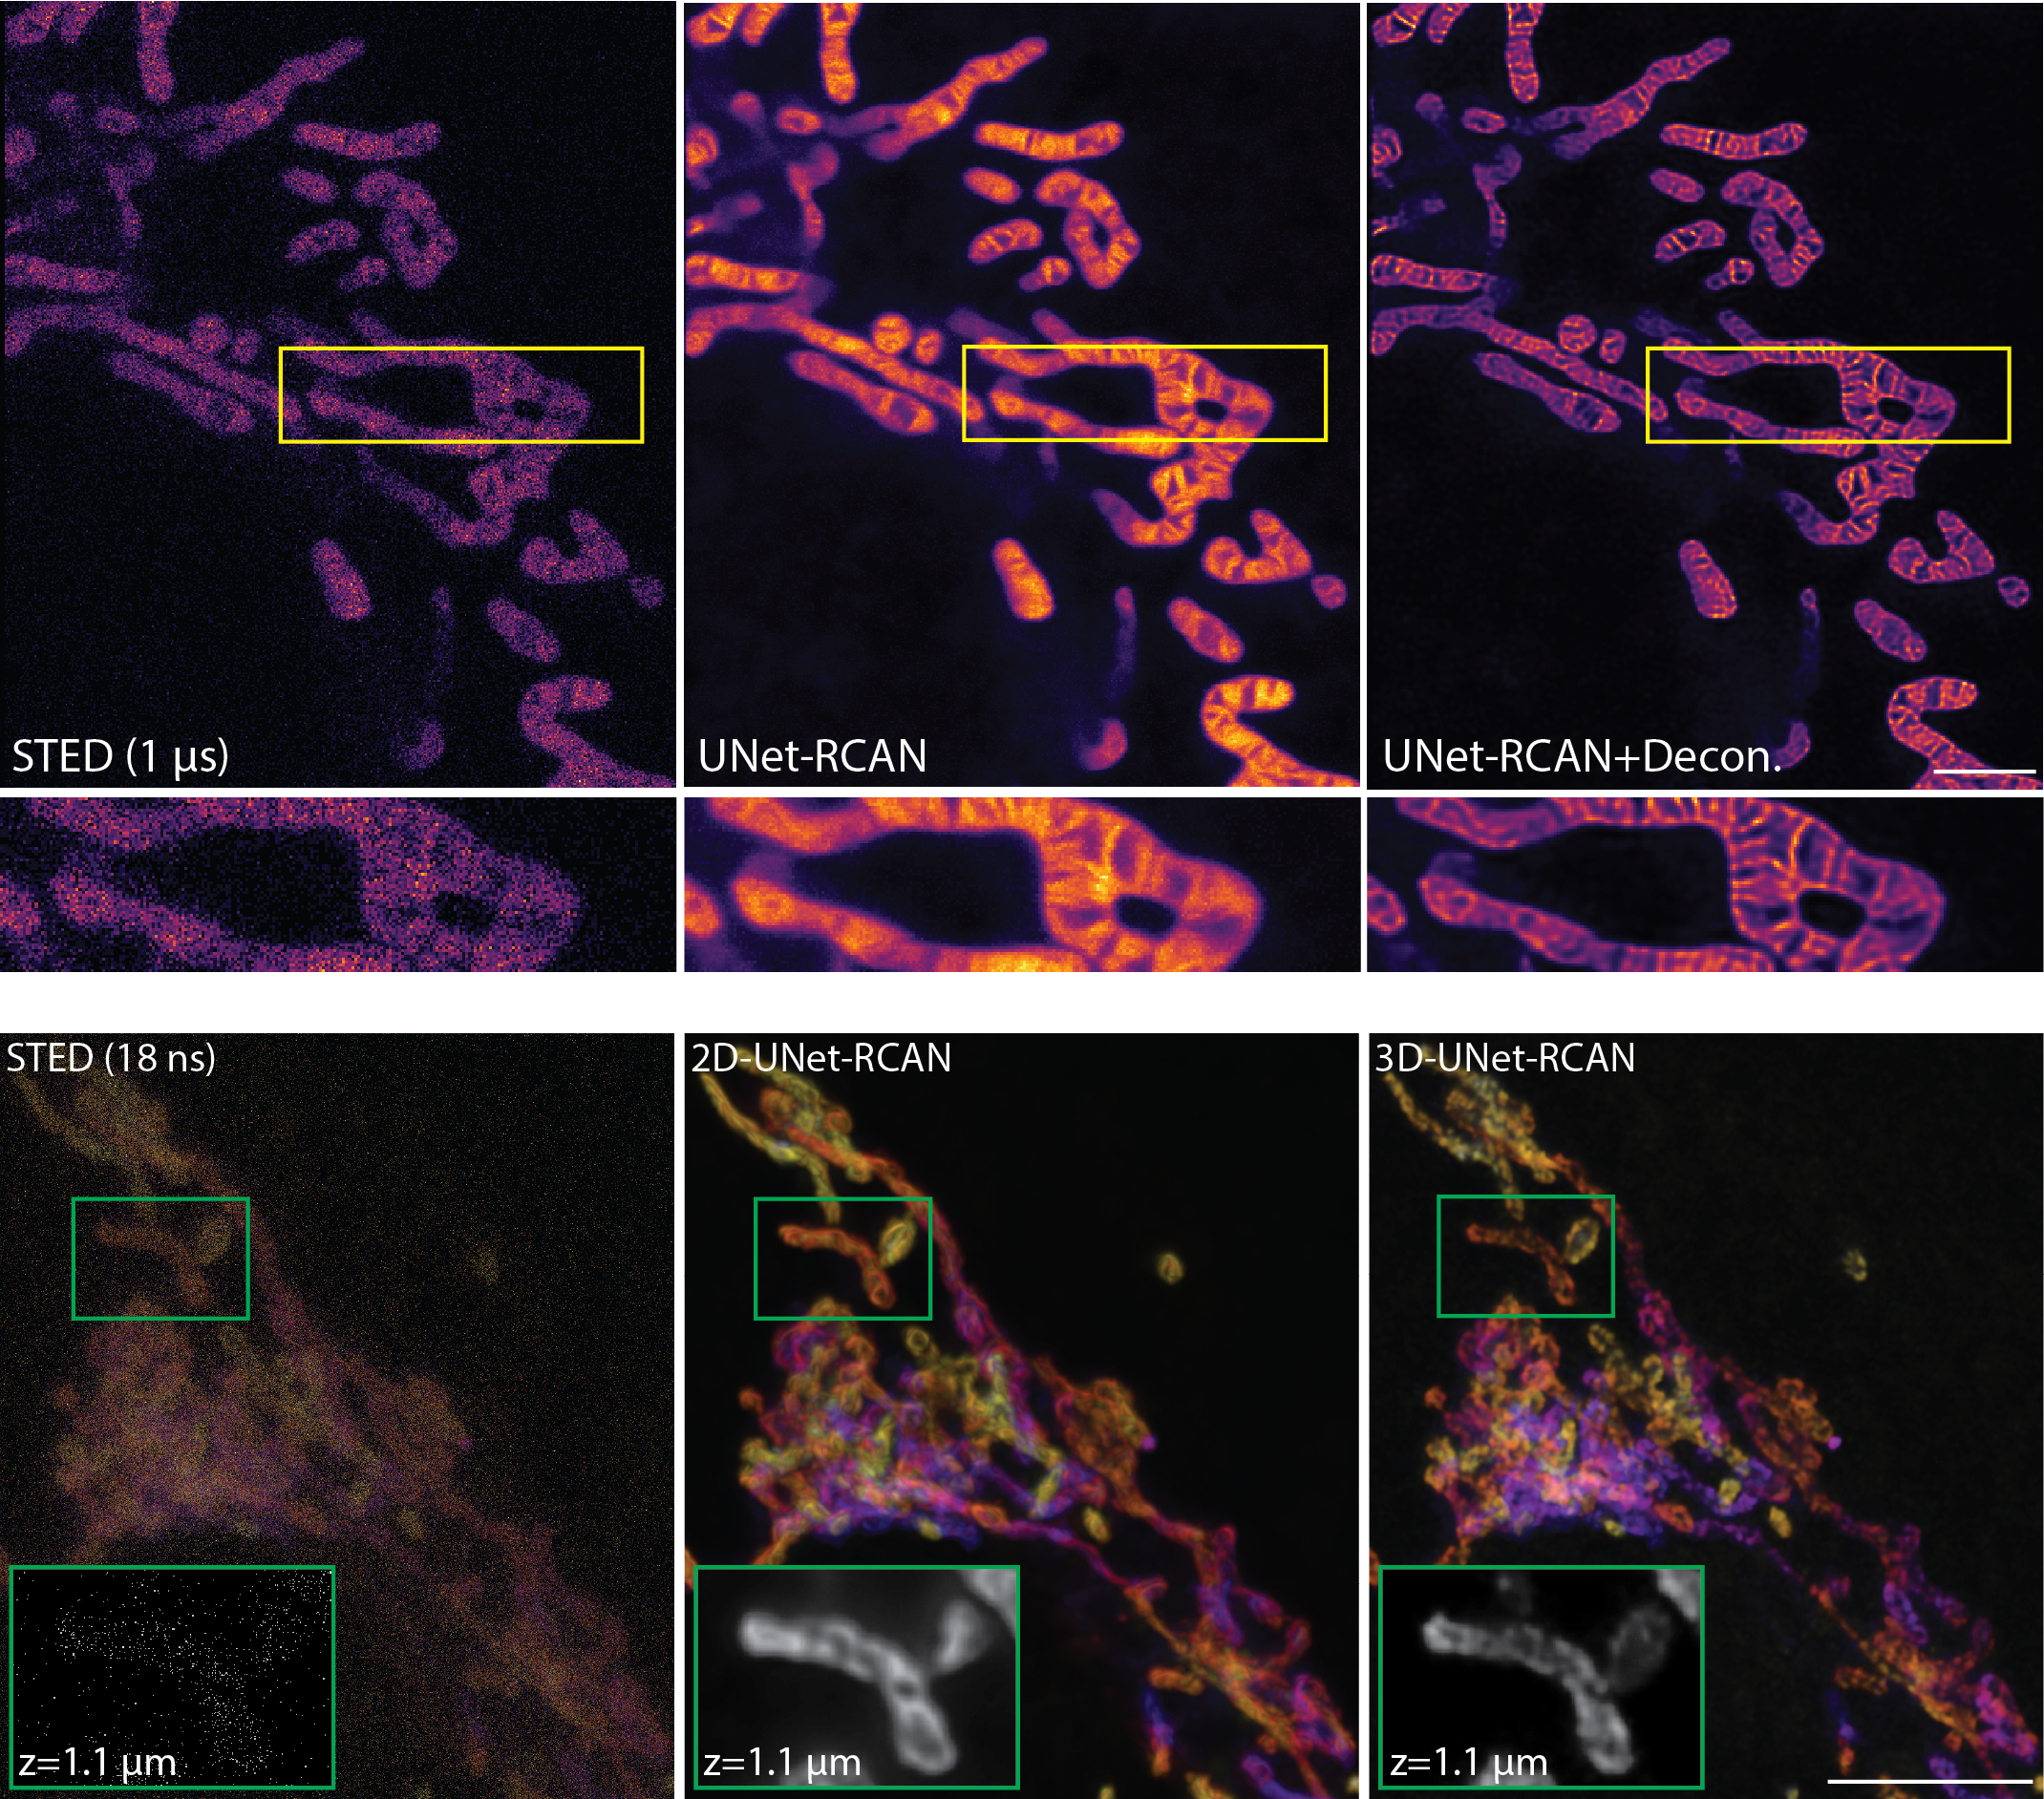 STED (1 µs)
UNet-RCAN
UNet-RCAN+Decon.
STED (18 ns)
2D-UNet-RCAN
3D-UNet-RCAN
z=1.1 µm
z=1.1 µm
z=1.1 µm